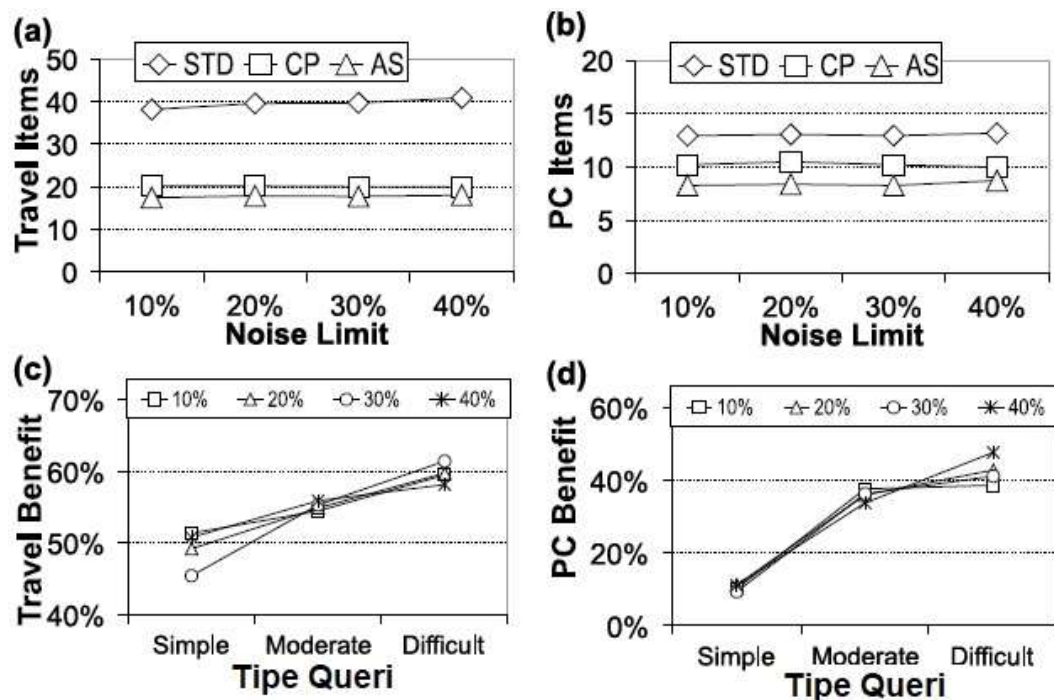 (a)
50
40
30
20
10
0
Travel Items
STD CP AS
10% 20% 30% 40%
Noise Limit
(b)
20
15
10
5
0
PC Items
STD CP AS
10% 20% 30% 40%
Noise Limit
(c)
70%
60%
50%
40%
Travel Benefit
10% 20% 30% 40%
Simple Moderate Difficult
Tipe Queri
(d)
60%
40%
20%
0%
PC Benefit
10% 20% 30% 40%
Simple Moderate Difficult
Tipe Queri